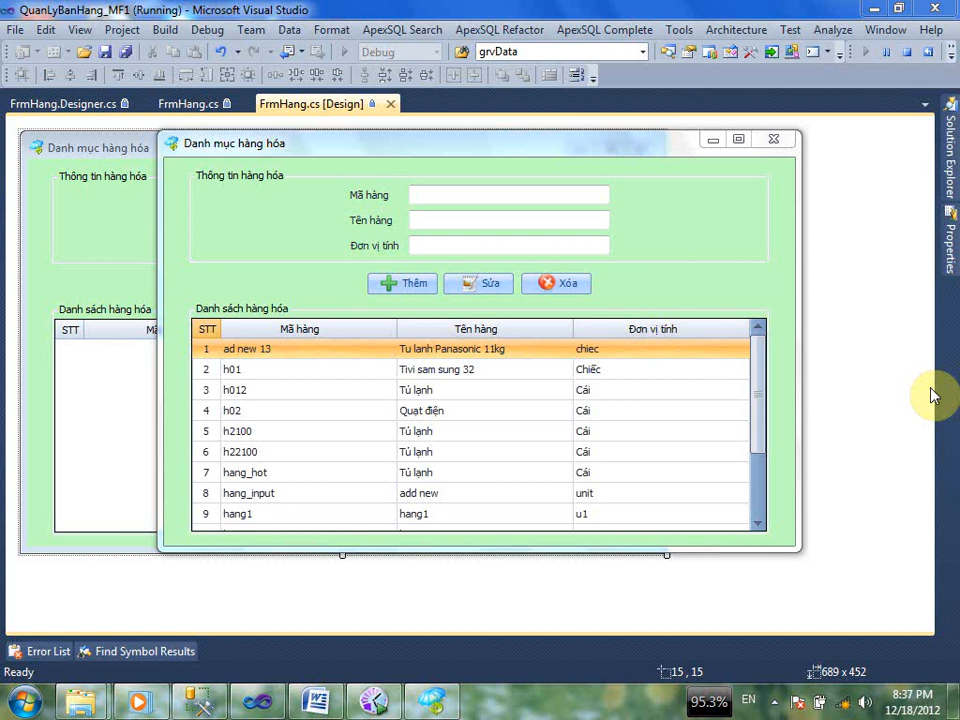 QuanLyBanHang_MF1 (Running) - Microsoft Visual Studio
File Edit View Project Build Debug Team Data Format ApexSQL Search ApexSQL Refactor ApexSQL Complete Tools Architecture Test Analyze Window Help
Debug grvData
FrmHang.Designer.cs FrmHang.cs FrmHang.cs [Design]
Danh mục hàng hóa
Thông tin hàng hóa
Danh sách hàng hóa
STT
Danh mục hàng hóa
Thông tin hàng hóa
Mã hàng
Tên hàng
Đơn vị tính
Thêm Sửa Xóa
Danh sách hàng hóa
STT Mã hàng Tên hàng Đơn vị tính
1 ad new 13 Tu lanh Panasonic 11kg chiec
2 h01 Tivi sam sung 32 Chiếc
3 h012 Tủ lạnh Cái
4 h02 Quạt điện Cái
5 h2100 Tủ lạnh Cái
6 h22100 Tủ lạnh Cái
7 hang_hot Tủ lạnh Cái
8 hang_input add new unit
9 hang1 hang1 u1
Solution Explorer
Properties
Error List Find Symbol Results
Ready 15 , 15 689 x 452
95.3% EN 8:37 PM
12/18/2012